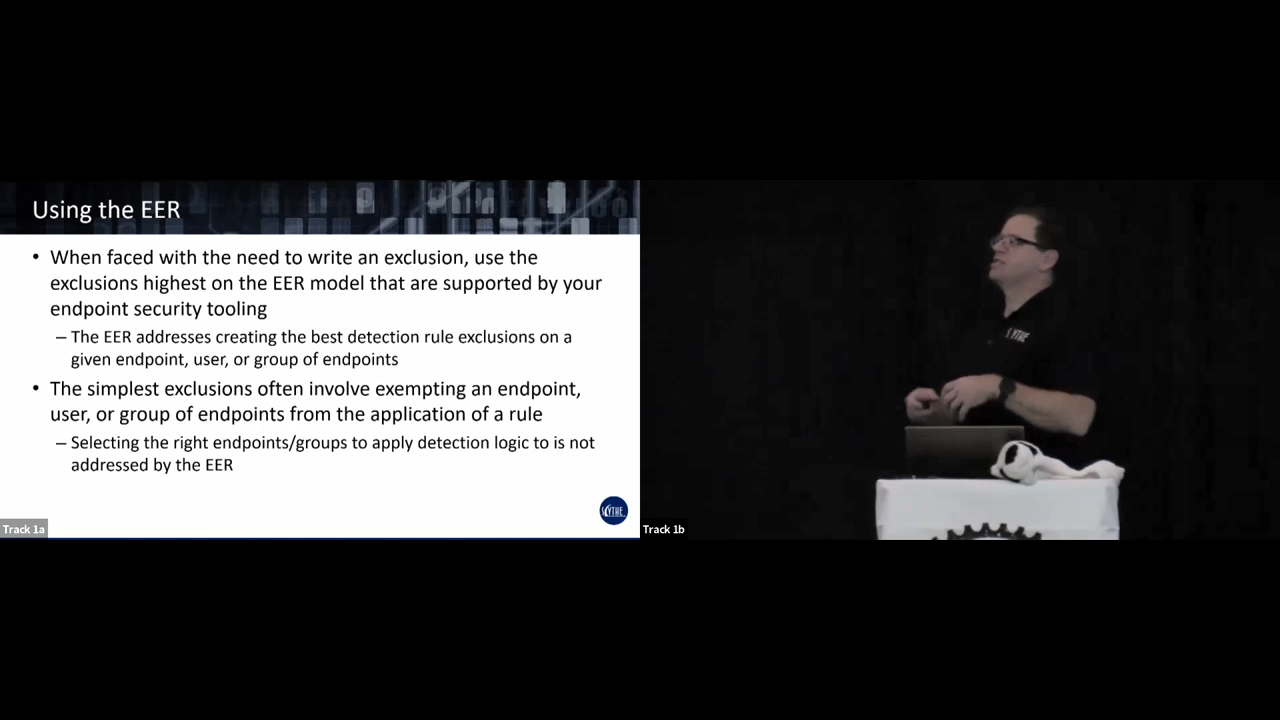 Using the EER
• When faced with the need to write an exclusion, use the
exclusions highest on the EER model that are supported by your
endpoint security tooling
– The EER addresses creating the best detection rule exclusions on a
given endpoint, user, or group of endpoints
• The simplest exclusions often involve exempting an endpoint,
user, or group of endpoints from the application of a rule
– Selecting the right endpoints/groups to apply detection logic to is not
addressed by the EER
SCYTHE
Track 1a
SCYTHE
Track 1b